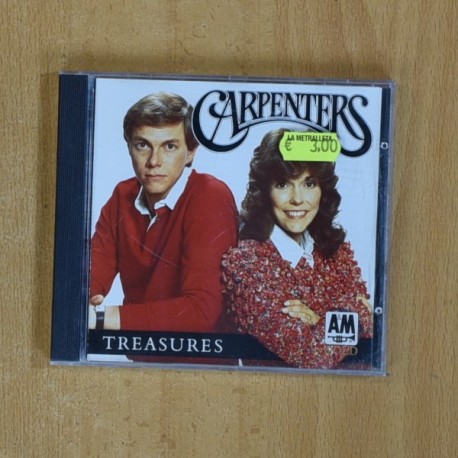 CARPENTERS
LA METRALLETA
€ 3,00
A&M
TREASURES